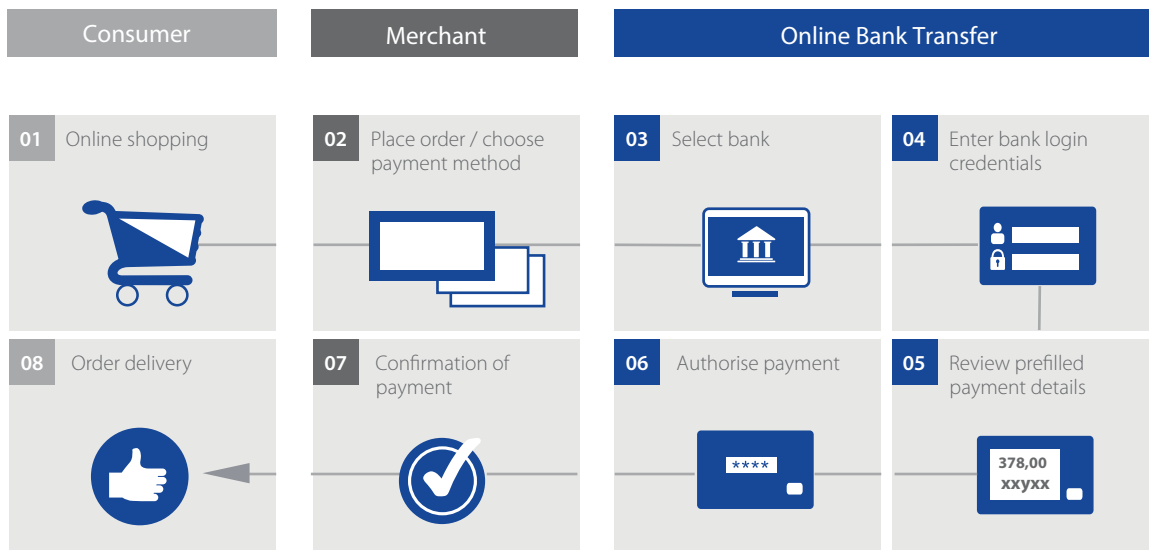 Consumer
Merchant
Online Bank Transfer
01 Online shopping
02 Place order / choose
payment method
03 Select bank
04 Enter bank login
credentials
08 Order delivery
07 Confirmation of
payment
06 Authorise payment
****
05 Review prefilled
payment details
378,00
xxyxx